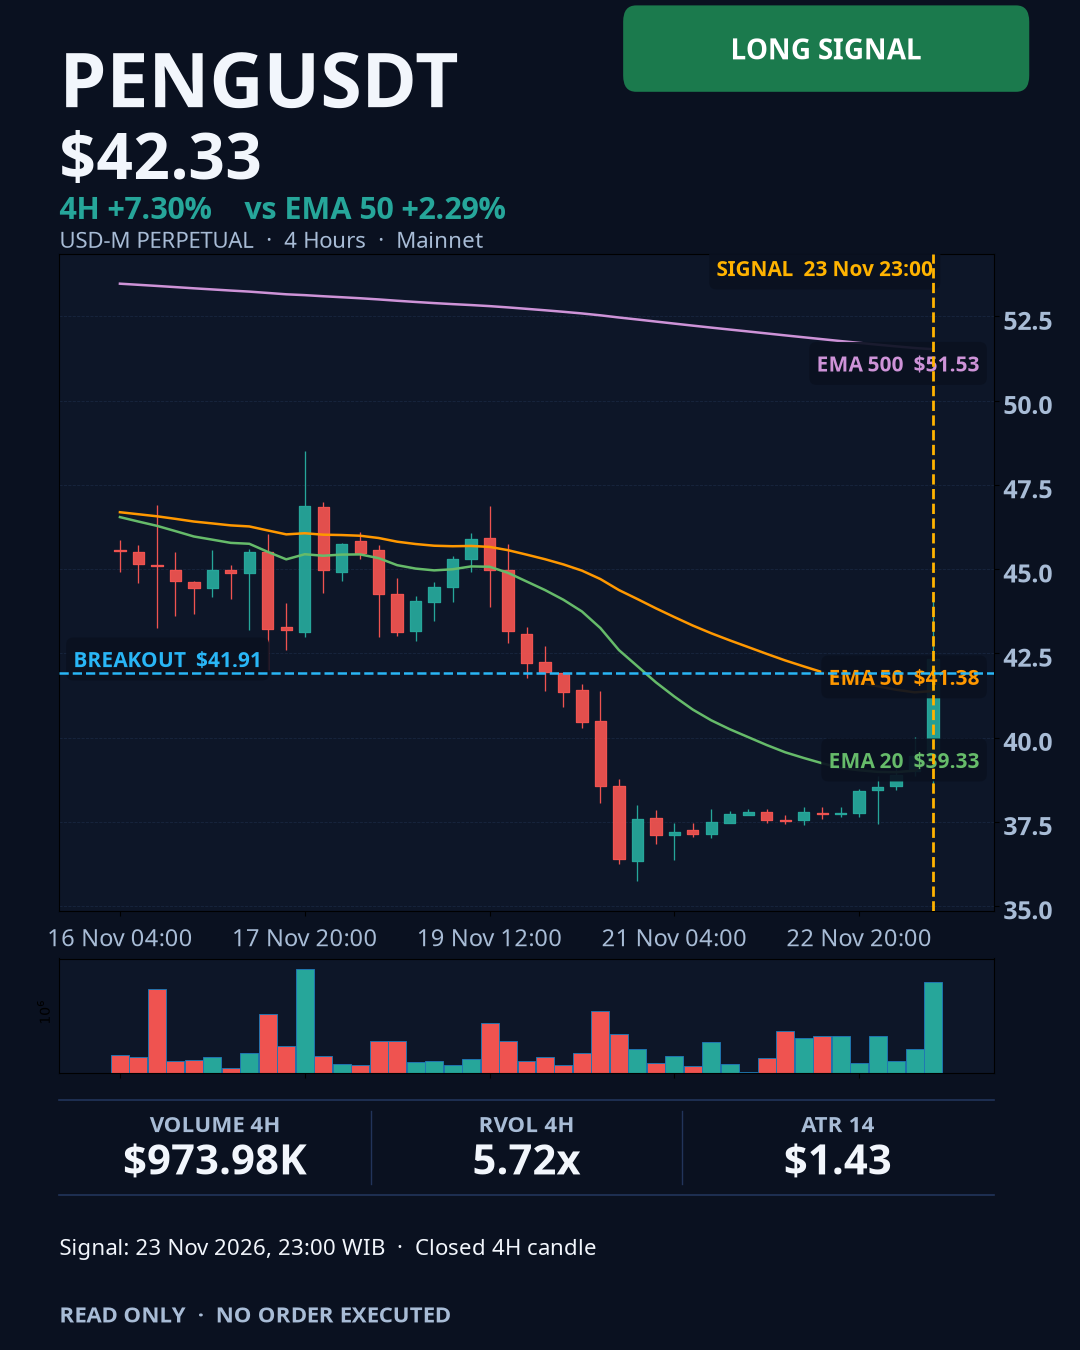 LONG SIGNAL
PENGUSDT
$42.33
4H +7.30% vs EMA 50 +2.29%
USD-M PERPETUAL · 4 Hours · Mainnet
SIGNAL 23 Nov 23:00
52.5
EMA 500 $51.53
50.0
47.5
45.0
42.5
BREAKOUT $41.91
EMA 50 $41.38
40.0
EMA 20 $39.33
37.5
35.0
16 Nov 04:00 17 Nov 20:00 19 Nov 12:00 21 Nov 04:00 22 Nov 20:00
10⁶
VOLUME 4H RVOL 4H ATR 14
$973.98K 5.72x $1.43
Signal: 23 Nov 2026, 23:00 WIB · Closed 4H candle
READ ONLY · NO ORDER EXECUTED